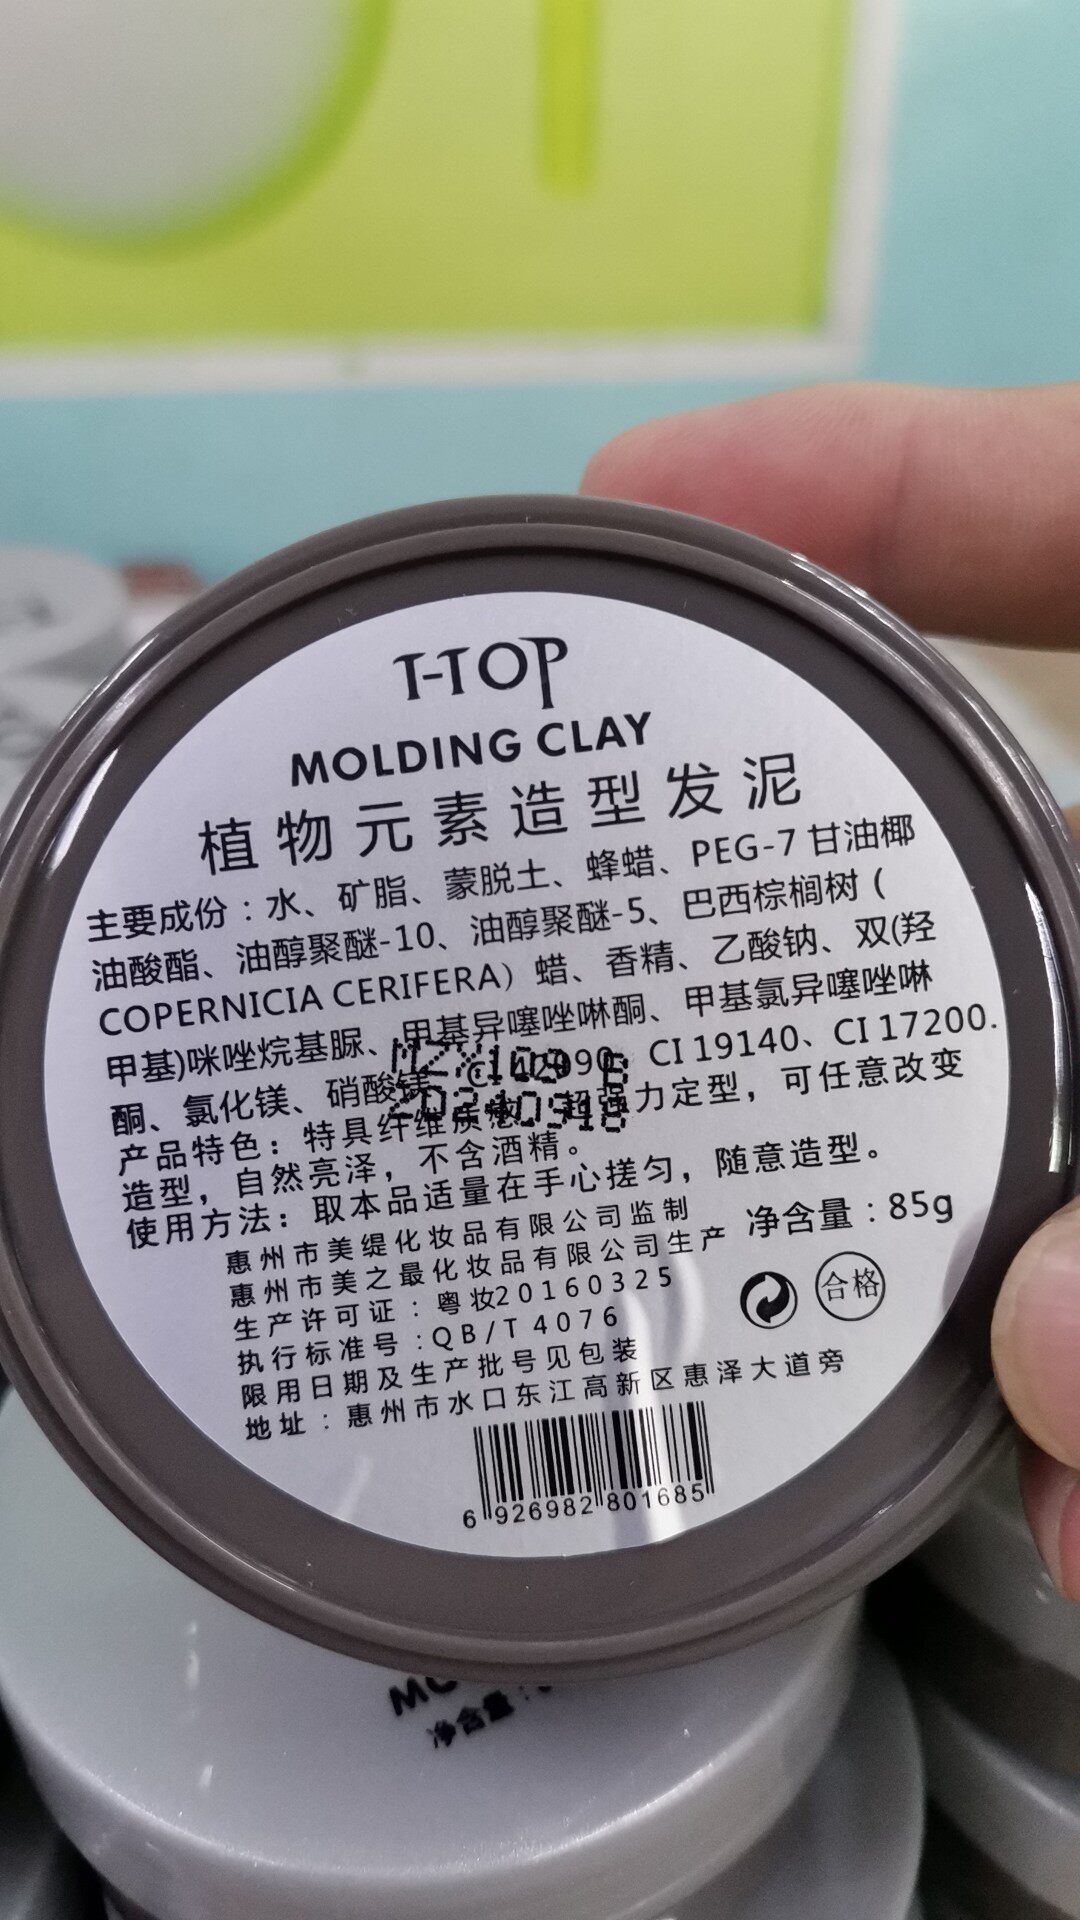 T-TOP
MOLDING CLAY
植物元素造型发泥
主要成份：水、矿脂、蒙脱土、蜂蜡、PEG-7 甘油椰
油酸酯、油醇聚醚-10、油醇聚醚-5、巴西棕榈树（
COPERNICIA CERIFERA）蜡、香精、乙酸钠、双(羟
甲基)咪唑烷基脲、甲基异噻唑啉酮、甲基氯异噻唑啉
酮、氯化镁、硝酸镁、CI 19140、CI 17200.
产品特色：特具纤维质感，超强力定型，可任意改变
造型，自然亮泽，不含酒精。
使用方法：取本品适量在手心搓匀，随意造型。
惠州市美缇化妆品有限公司监制
惠州市美之最化妆品有限公司生产
净含量：85g
生产许可证：粤妆20160325
合格
执行标准号:QB/T 4076
限用日期及生产批号见包装
地址：惠州市水口东江高新区惠泽大道旁
6 926982 801685
净含量：